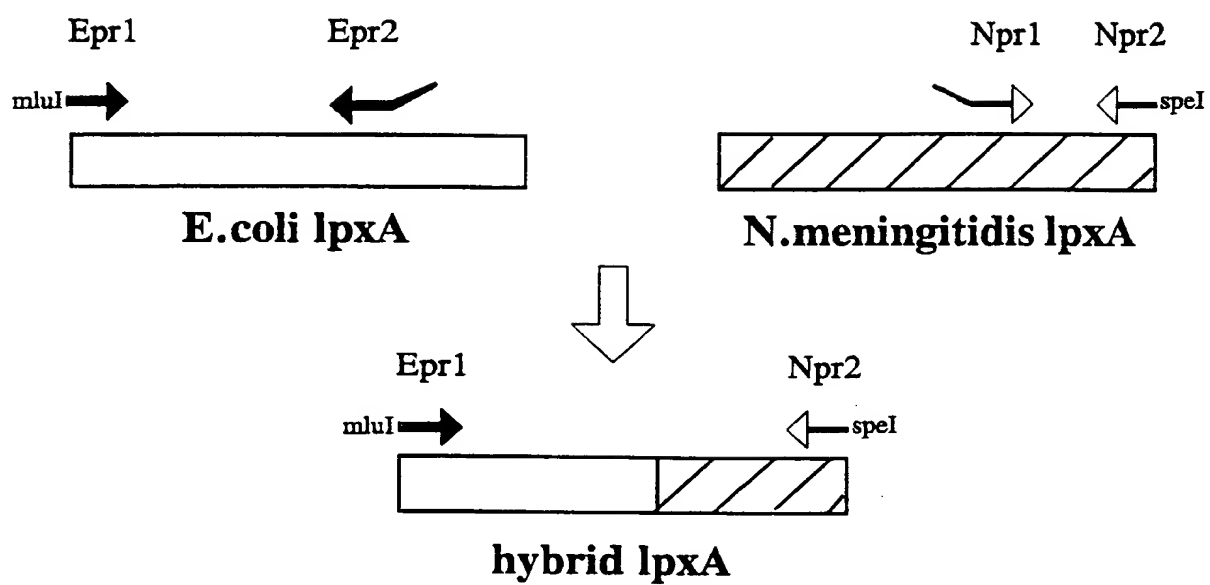 Epr1 Epr2 Npr1 Npr2
mluI speI
E.coli lpxA N.meningitidis lpxA
Epr1 Npr2
mluI speI
hybrid lpxA